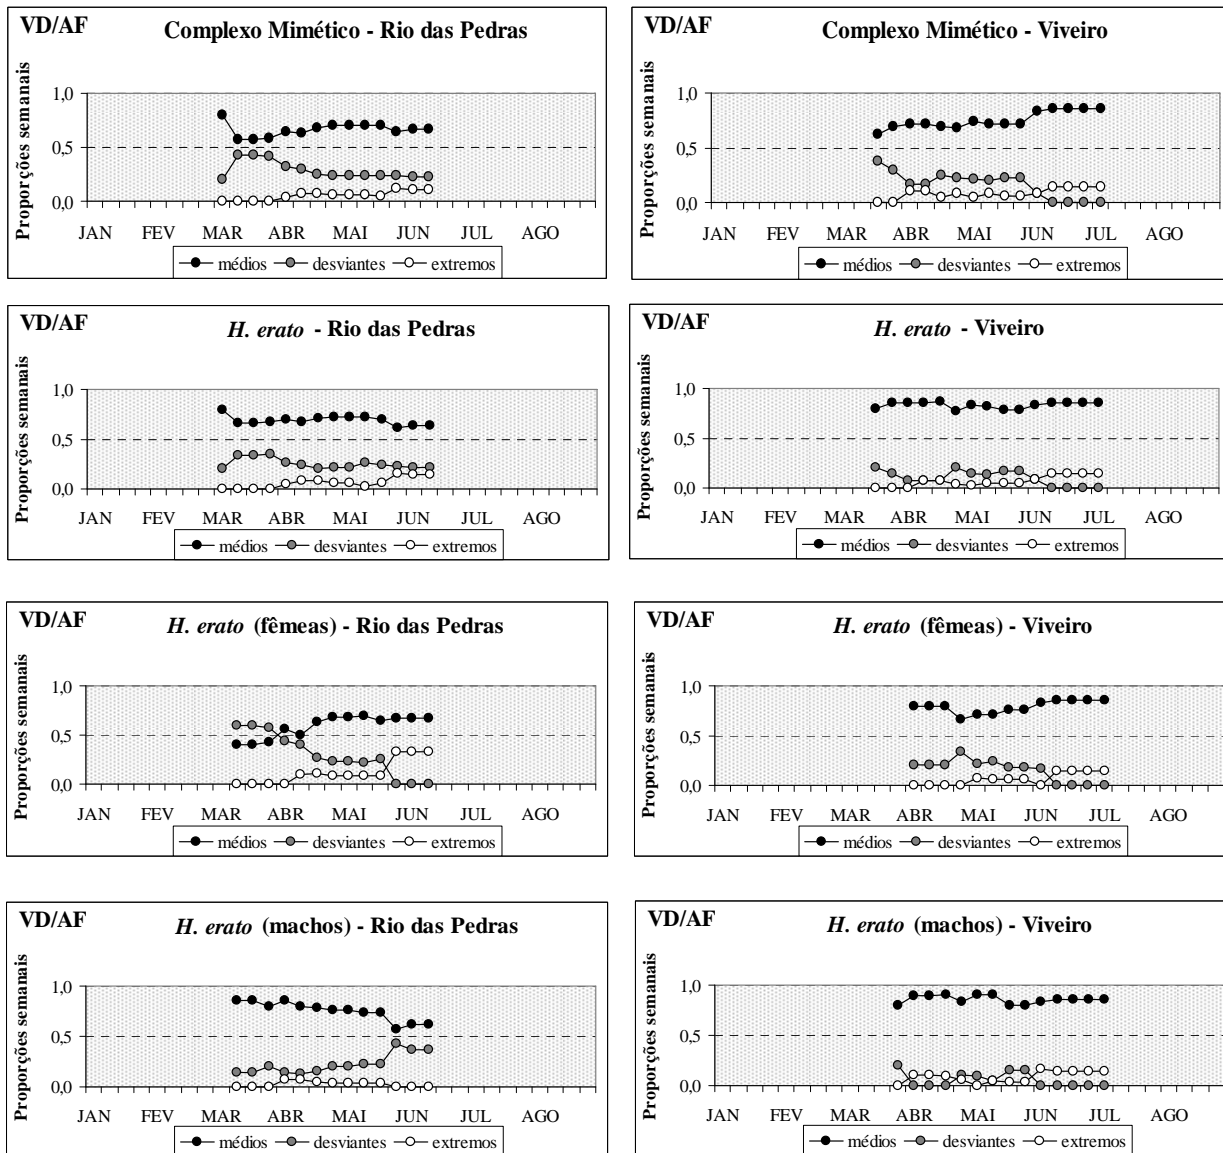 VD/AF Complexo Mimético - Rio das Pedras
Proporções semanais
1,0
0,5
0,0
JAN FEV MAR ABR MAI JUN JUL AGO
médios desviantes extremos
VD/AF Complexo Mimético - Viveiro
Proporções semanais
1,0
0,5
0,0
JAN FEV MAR ABR MAI JUN JUL AGO
médios desviantes extremos
VD/AF H. erato - Rio das Pedras
Proporções semanais
1,0
0,5
0,0
JAN FEV MAR ABR MAI JUN JUL AGO
médios desviantes extremos
VD/AF H. erato - Viveiro
Proporções semanais
1,0
0,5
0,0
JAN FEV MAR ABR MAI JUN JUL AGO
médios desviantes extremos
VD/AF H. erato (fêmeas) - Rio das Pedras
Proporções semanais
1,0
0,5
0,0
JAN FEV MAR ABR MAI JUN JUL AGO
médios desviantes extremos
VD/AF H. erato (fêmeas) - Viveiro
Proporções semanais
1,0
0,5
0,0
JAN FEV MAR ABR MAI JUN JUL AGO
médios desviantes extremos
VD/AF H. erato (machos) - Rio das Pedras
Proporções semanais
1,0
0,5
0,0
JAN FEV MAR ABR MAI JUN JUL AGO
médios desviantes extremos
VD/AF H. erato (machos) - Viveiro
Proporções semanais
1,0
0,5
0,0
JAN FEV MAR ABR MAI JUN JUL AGO
médios desviantes extremos